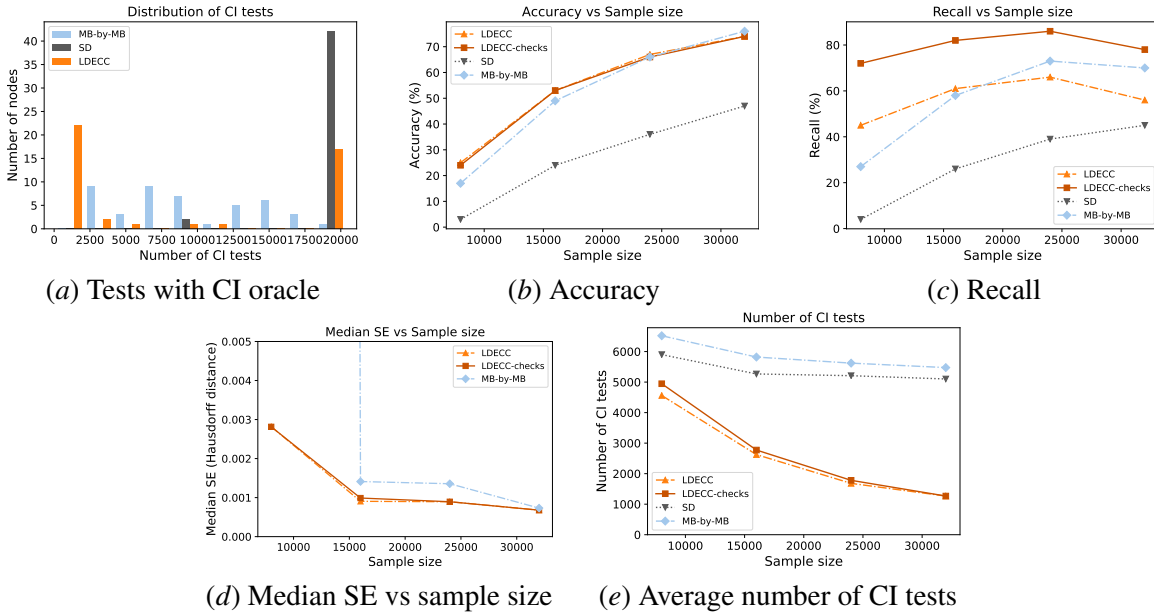 Distribution of CI tests
MB-by-MB
SD
LDECC
Number of nodes
40
35
30
25
20
15
10
5
0
0 2500 5000 7500 10000 12500 15000 17500 20000
Number of CI tests
(a) Tests with CI oracle
Accuracy vs Sample size
LDECC
LDECC-checks
SD
MB-by-MB
Accuracy (%)
70
60
50
40
30
20
10
0
10000 15000 20000 25000 30000
Sample size
(b) Accuracy
Recall vs Sample size
Recall (%)
80
60
40
20
0
LDECC
LDECC-checks
SD
MB-by-MB
10000 15000 20000 25000 30000
Sample size
(c) Recall
Median SE vs Sample size
LDECC
LDECC-checks
MB-by-MB
Median SE (Hausdorff distance)
0.005
0.004
0.003
0.002
0.001
0.000
10000 15000 20000 25000 30000
Sample size
(d) Median SE vs sample size
Number of CI tests
Number of CI tests
6000
5000
4000
3000
2000
1000
0
LDECC
LDECC-checks
SD
MB-by-MB
10000 15000 20000 25000 30000
Sample size
(e) Average number of CI tests